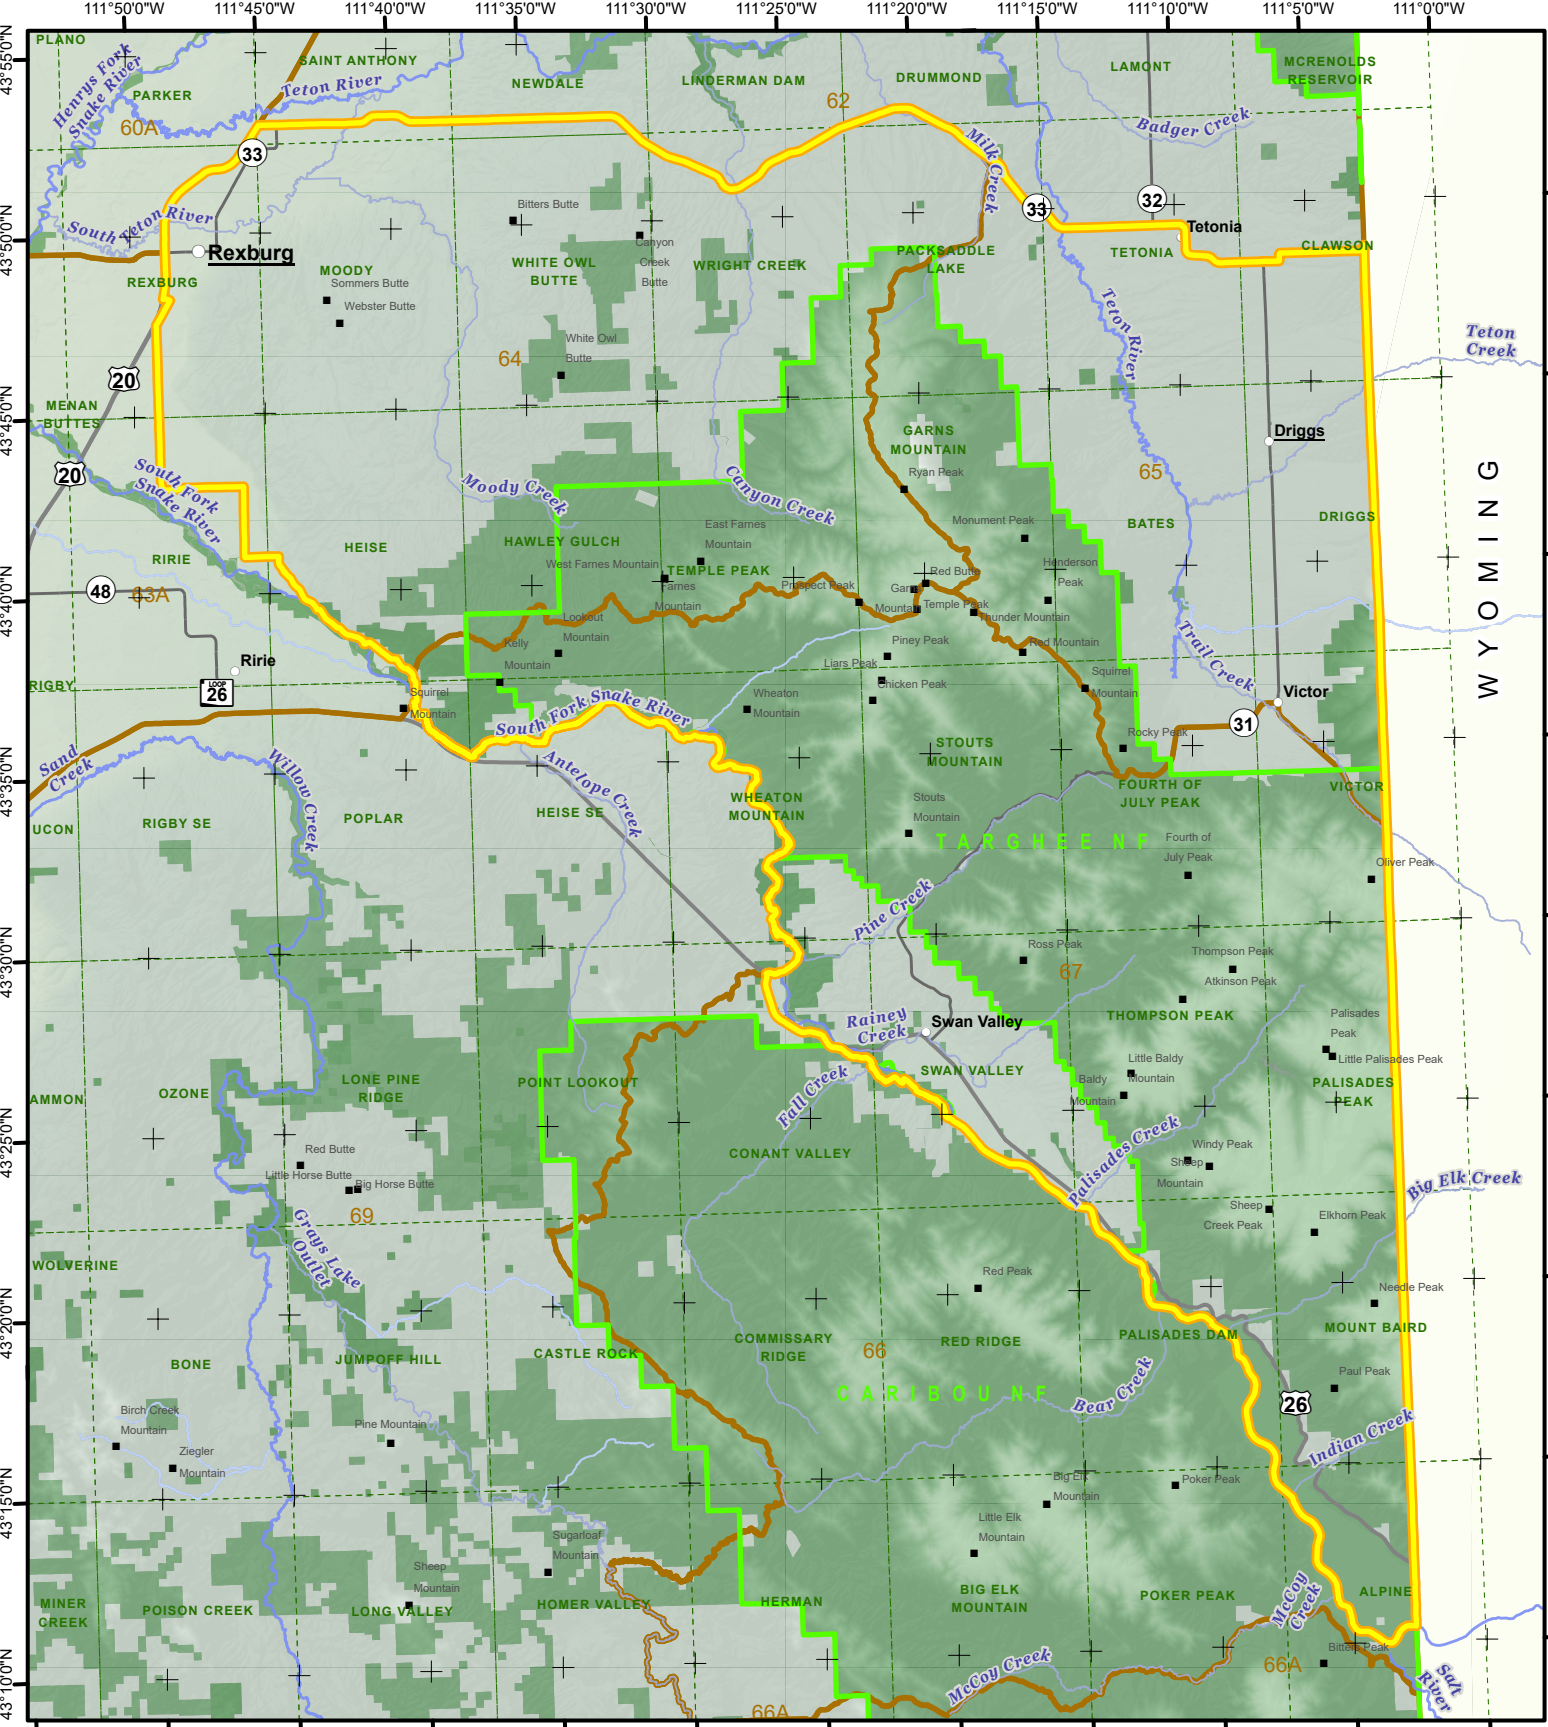 111°50'0"W
111°45'0"W
111°40'0"W
111°35'0"W
111°30'0"W
111°25'0"W
111°20'0"W
111°15'0"W
111°10'0"W
111°5'0"W
111°0'0"W
43°55'0"N
43°50'0"N
43°45'0"N
43°40'0"N
43°35'0"N
43°30'0"N
43°25'0"N
43°20'0"N
43°15'0"N
43°10'0"N
PLANO
SAINT ANTHONY
NEWDALE
LINDERMAN DAM
DRUMMOND
LAMONT
MCRENOLDS
RESERVOIR
Henrys Fork
Snake River
Teton River
PARKER
60A
62
Badger Creek
33
Milk Creek
33
32
Bitters Butte
South Teton River
Tetonia
Rexburg
Canyon
Creek
Butte
PACKSADDLE
LAKE
TETONIA
CLAWSON
REXBURG
MOODY
Sommers Butte
Webster Butte
WHITE OWL
BUTTE
WRIGHT CREEK
Teton River
White Owl
Butte
64
Teton
Creek
20
MENAN
BUTTES
GARNS
MOUNTAIN
Driggs
20
South Fork
Snake River
Moody Creek
Canyon Creek
Ryan Peak
65
WYOMING
RIRIE
HEISE
HAWLEY GULCH
East Farnes
Mountain
Monument Peak
BATES
DRIGGS
West Farnes Mountain
TEMPLE PEAK
Farnes
Mountain
Prospect Peak
Red Butte
Henderson
Peak
48
63A
Garns
Mountain
Temple Peak
Thunder Mountain
Lookout
Mountain
Kelly
Mountain
Piney Peak
Red Mountain
Liars Peak
Chicken Peak
Squirrel
Mountain
Trail Creek
Ririe
RIGBY
LOOP
26
Squirrel
Mountain
Wheaton
Mountain
Victor
South Fork Snake River
31
Rocky Peak
Sand
Creek
Willow Creek
Antelope Creek
STOUTS
MOUNTAIN
UCON
RIGBY SE
POPLAR
HEISE SE
WHEATON
MOUNTAIN
Stouts
Mountain
FOURTH OF
JULY PEAK
VICTOR
TARGHEE NF
Fourth of
July Peak
Oliver Peak
Pine Creek
Ross Peak
67
Thompson Peak
Atkinson Peak
THOMPSON PEAK
Rainey
Creek
Swan Valley
Palisades
Peak
Little Palisades Peak
SWAN VALLEY
Little Baldy
Mountain
Baldy
Mountain
PALISADES
PEAK
AMMON
OZONE
LONE PINE
RIDGE
POINT LOOKOUT
Fall Creek
Red Butte
Little Horse Butte
Big Horse Butte
CONANT VALLEY
Palisades Creek
Windy Peak
Sheep
Mountain
Big Elk Creek
69
Grays Lake
Outlet
Sheep
Creek Peak
Elkhorn Peak
WOLVERINE
Red Peak
Needle Peak
BONE
JUMPOFF HILL
CASTLE ROCK
COMMISSARY
RIDGE
66
RED RIDGE
PALISADES DAM
MOUNT BAIRD
CARIBOU NF
Bear Creek
Paul Peak
26
Birch Creek
Mountain
Ziegler
Mountain
Pine Mountain
Indian Creek
Big Elk
Mountain
Poker Peak
Little Elk
Mountain
Sugarloaf
Mountain
Sheep
Mountain
MINER
CREEK
POISON CREEK
LONG VALLEY
HOMER VALLEY
HERMAN
BIG ELK
MOUNTAIN
POKER PEAK
McCoy
Creek
ALPINE
Bitters Peak
McCoy Creek
66A
66A
Salt
River